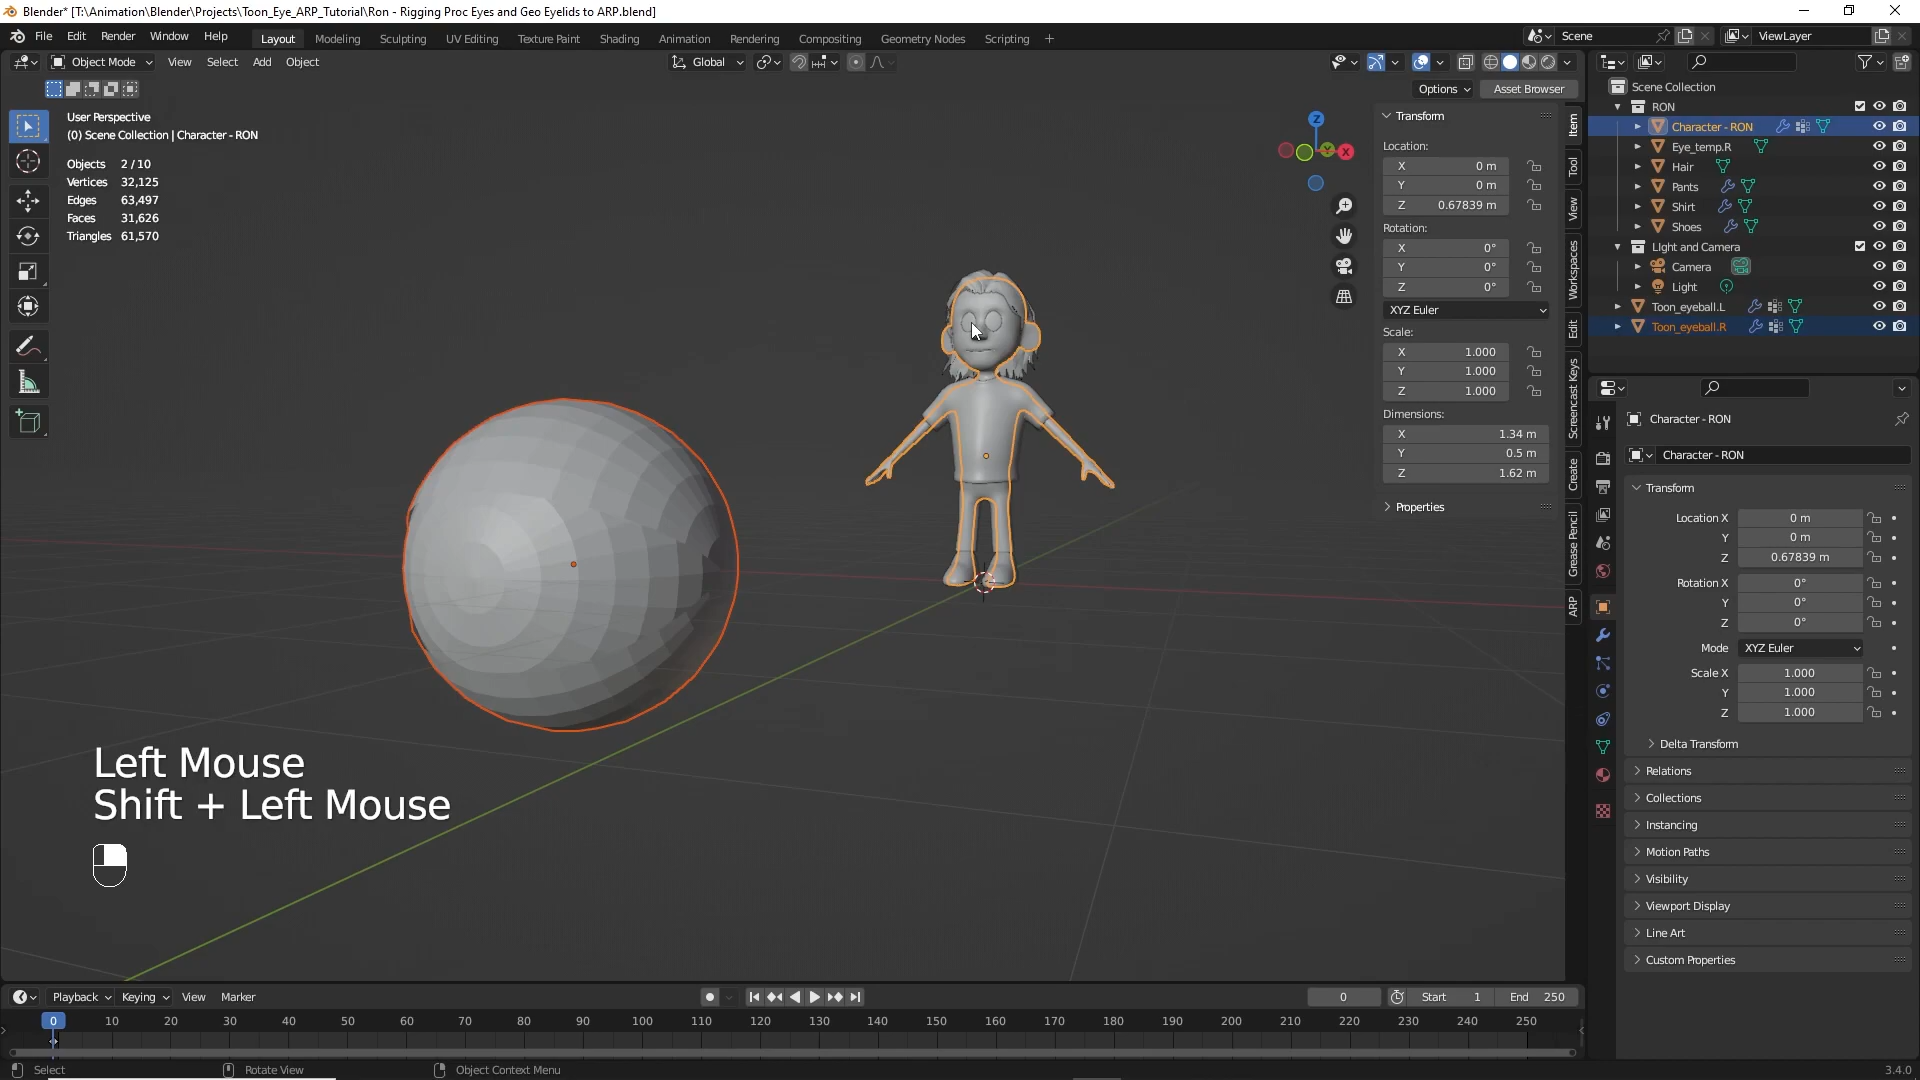 Blender* [T:\Animation\Blender\Projects\Toon_Eye_ARP_Tutorial\Ron - Rigging Proc Eyes and Geo Eyelids to ARP.blend]
File Edit Render Window Help Layout Modeling Sculpting UV Editing Texture Paint Shading Animation Rendering Compositing Geometry Nodes Scripting + Scene ViewLayer
Object Mode View Select Add Object Global
Options Asset Browser
User Perspective
(0) Scene Collection | Character - RON
Objects 2 / 10
Vertices 32,125
Edges 63,497
Faces 31,626
Triangles 61,570
Z
Y
X
Transform
Location:
X 0 m
Y 0 m
Z 0.67839 m
Rotation:
X 0°
Y 0°
Z 0°
XYZ Euler
Scale:
X 1.000
Y 1.000
Z 1.000
Dimensions:
X 1.34 m
Y 0.5 m
Z 1.62 m
Properties
Item
Tool
View
Workspaces
Edit
Screencast Keys
Create
Grease Pencil
ARP
Scene Collection
RON
Character - RON
Eye_temp.R
Hair
Pants
Shirt
Shoes
LIght and Camera
Camera
Light
Toon_eyeball.L
Toon_eyeball.R
Character - RON
Character - RON
Transform
Location X 0 m
Y 0 m
Z 0.67839 m
Rotation X 0°
Y 0°
Z 0°
Mode XYZ Euler
Scale X 1.000
Y 1.000
Z 1.000
Delta Transform
Relations
Collections
Instancing
Motion Paths
Visibility
Viewport Display
Line Art
Custom Properties
Left Mouse
Shift + Left Mouse
Playback Keying View Marker 0 Start 1 End 250
0 10 20 30 40 50 60 70 80 90 100 110 120 130 140 150 160 170 180 190 200 210 220 230 240 250
Select Rotate View Object Context Menu 3.4.0